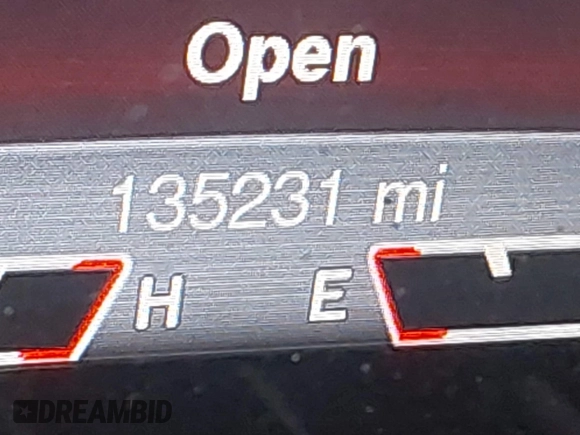 Open
135231 mi
H E
DREAMBID